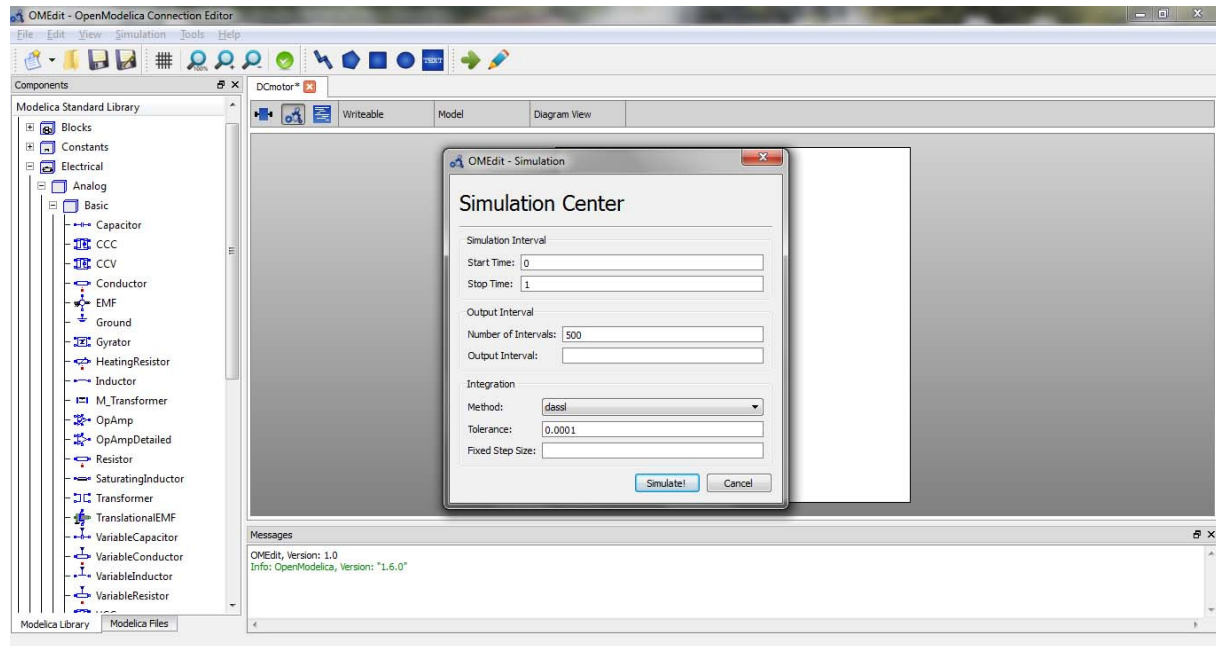 OMEdit - OpenModelica Connection Editor
File Edit View Simulation Tools Help
100%
TEXT
Components
DCmotor*
Modelica Standard Library
Writeable Model Diagram View
Blocks
Constants
Electrical
Analog
Basic
Capacitor
CCC
CCV
Conductor
EMF
Ground
Gyrator
HeatingResistor
Inductor
M_Transformer
OpAmp
OpAmpDetailed
Resistor
SaturatingInductor
Transformer
TranslationalEMF
VariableCapacitor
VariableConductor
VariableInductor
VariableResistor
Modelica Library Modelica Files
OMEdit - Simulation
Simulation Center
Simulation Interval
Start Time: 0
Stop Time: 1
Output Interval
Number of Intervals: 500
Output Interval:
Integration
Method: dassl
Tolerance: 0.0001
Fixed Step Size:
Simulate! Cancel
Messages
OMEdit, Version: 1.0
Info: OpenModelica, Version: "1.6.0"